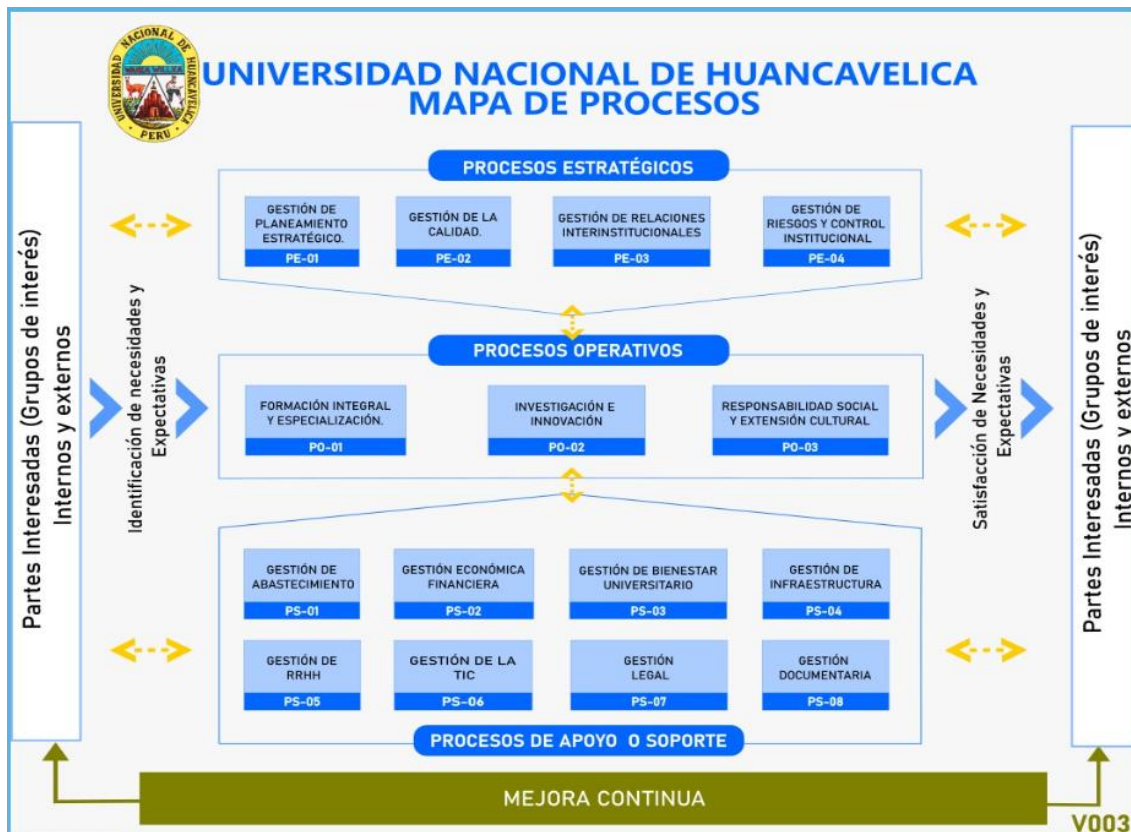 UNIVERSIDAD NACIONAL DE HUANCAVELICA
PERU
UNIVERSIDAD NACIONAL DE HUANCAVELICA
MAPA DE PROCESOS
Partes Interesadas (Grupos de interés)
Internos y externos
Identificación de necesidades y
Expectativas
PROCESOS ESTRATÉGICOS
GESTIÓN DE
PLANEAMIENTO
ESTRATÉGICO.
PE-01
GESTIÓN DE LA
CALIDAD.
PE-02
GESTIÓN DE RELACIONES
INTERINSTITUCIONALES
PE-03
GESTIÓN DE
RIESGOS Y CONTROL
INSTITUCIONAL
PE-04
PROCESOS OPERATIVOS
FORMACIÓN INTEGRAL
Y ESPECIALIZACIÓN.
PO-01
INVESTIGACIÓN E
INNOVACIÓN
PO-02
RESPONSABILIDAD SOCIAL
Y EXTENSIÓN CULTURAL
PO-03
GESTIÓN DE
ABASTECIMIENTO
PS-01
GESTIÓN ECONÓMICA
FINANCIERA
PS-02
GESTIÓN DE BIENESTAR
UNIVERSITARIO
PS-03
GESTIÓN DE
INFRAESTRUCTURA
PS-04
GESTIÓN DE
RRHH
PS-05
GESTIÓN DE LA
TIC
PS-06
GESTIÓN
LEGAL
PS-07
GESTIÓN
DOCUMENTARIA
PS-08
PROCESOS DE APOYO O SOPORTE
Satisfacción de Necesidades y
Expectativas
Partes Interesadas (Grupos de interés)
Internos y externos
MEJORA CONTINUA
V003